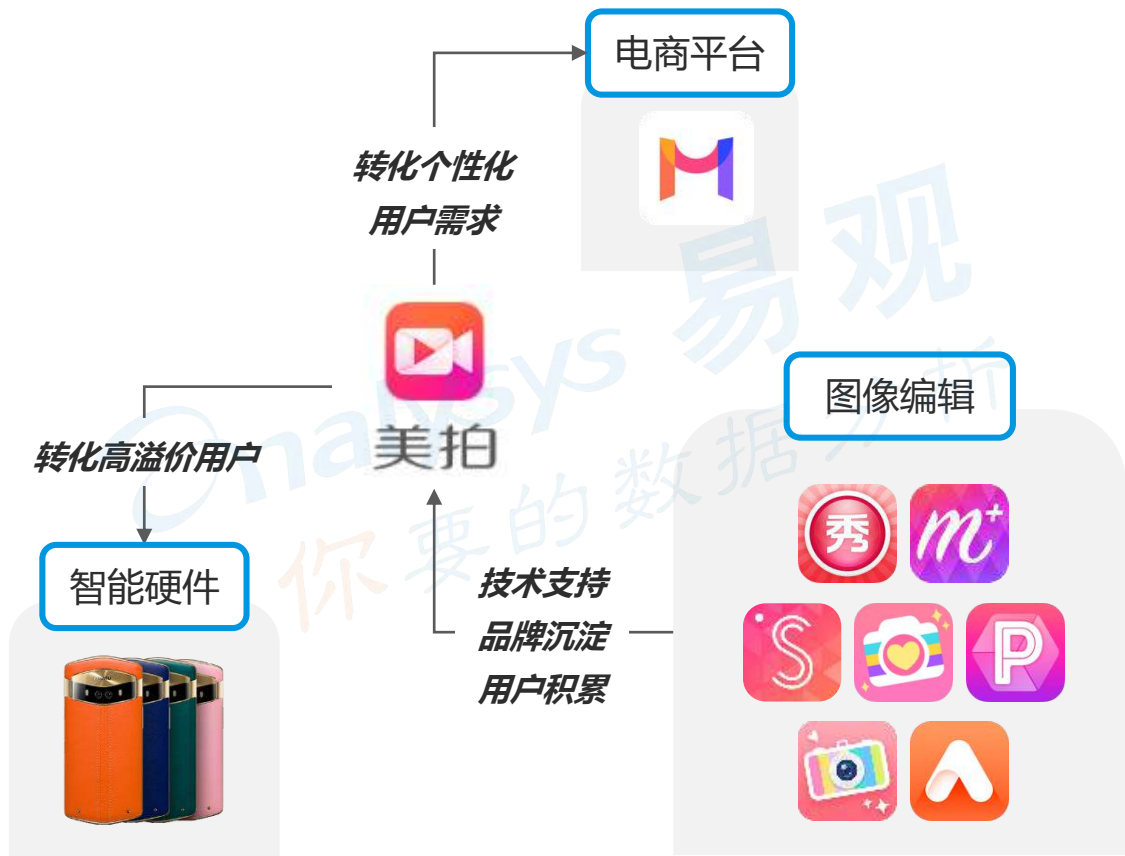 电商平台
转化个性化
用户需求
易观
nalysys
你要的数据分析
美拍
图像编辑
转化高溢价用户
秀
m+
智能硬件
技术支持
品牌沉淀
用户积累
S
P